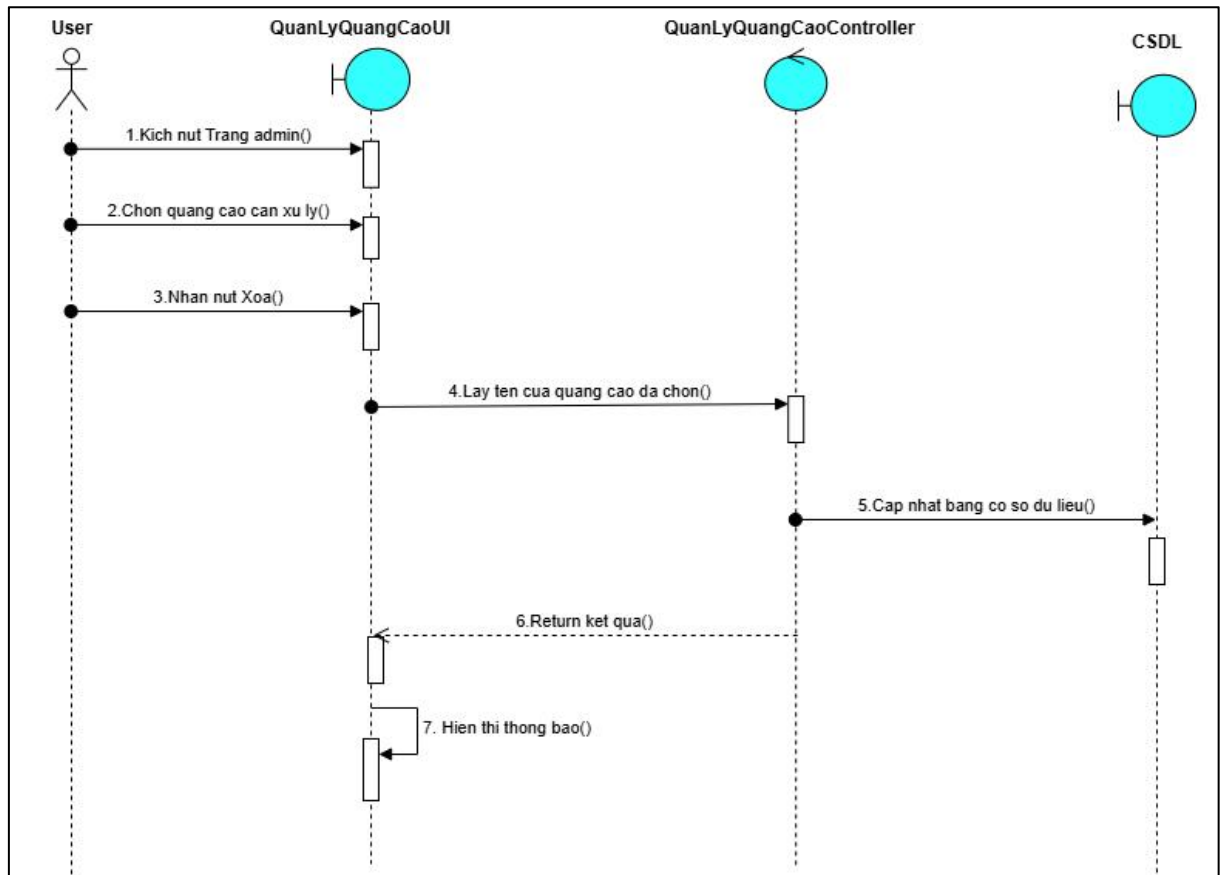 User
QuanLyQuangCaoUI
QuanLyQuangCaoController
CSDL
1.Kich nut Trang admin()
2.Chon quang cao can xu ly()
3.Nhan nut Xoa()
4.Lay ten cua quang cao da chon()
5.Cap nhat bang co so du lieu()
6.Return ket qua()
7. Hien thi thong bao()